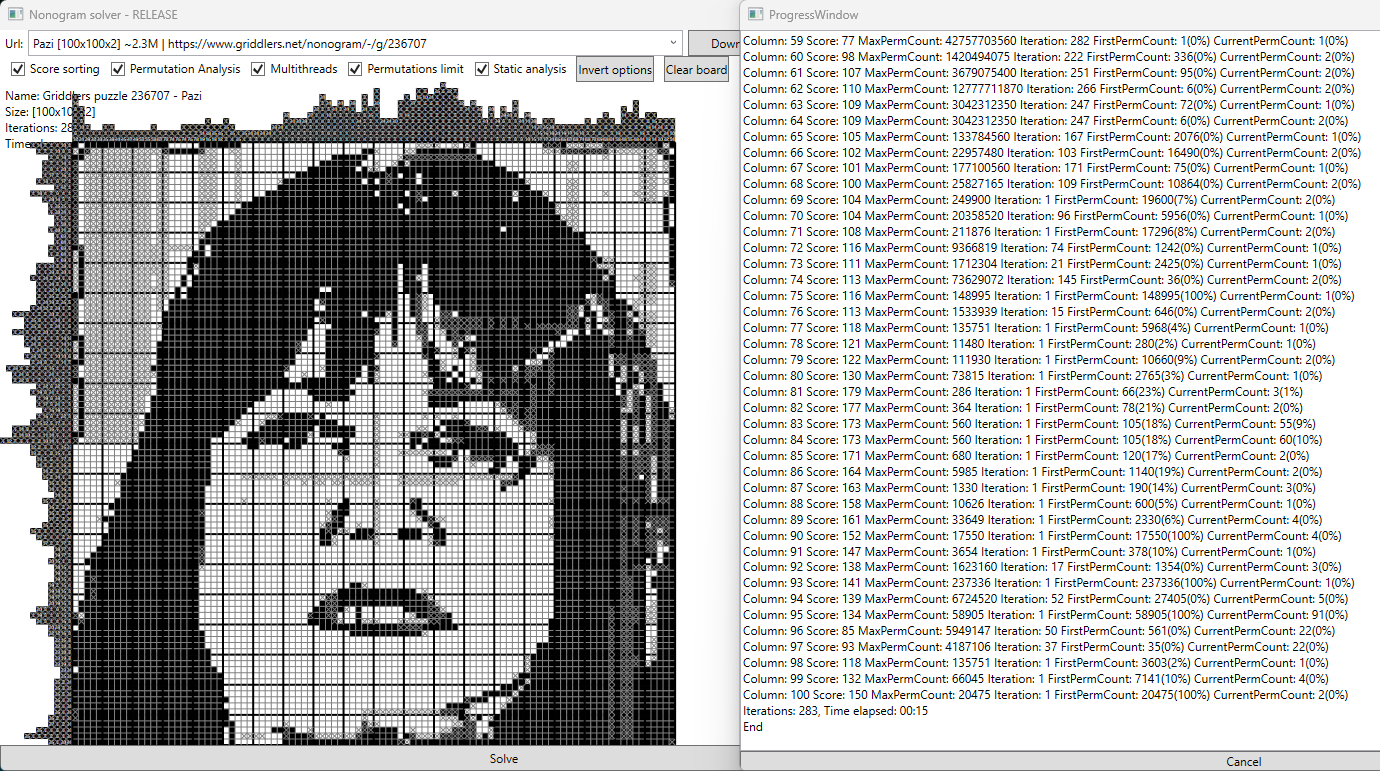 Nonogram solver - RELEASE
Url: Pazi [100x100x2] ~2.3M | https://www.griddlers.net/nonogram/-/g/236707
Score sorting Permutation Analysis Multithreads Permutations limit Static analysis Invert options Clear board
Name: Griddlers puzzle 236707 - Pazi
Size:
Iterations:
Solve
ProgressWindow
Column: 59 Score: 77 MaxPermCount: 42757703560 Iteration: 282 FirstPermCount: 1(0%) CurrentPermCount: 1(0%)
Column: 60 Score: 98 MaxPermCount: 1420494075 Iteration: 222 FirstPermCount: 336(0%) CurrentPermCount: 2(0%)
Column: 61 Score: 107 MaxPermCount: 3679075400 Iteration: 251 FirstPermCount: 95(0%) CurrentPermCount: 2(0%)
Column: 62 Score: 110 MaxPermCount: 12777711870 Iteration: 266 FirstPermCount: 6(0%) CurrentPermCount: 2(0%)
Column: 63 Score: 109 MaxPermCount: 3042312350 Iteration: 247 FirstPermCount: 72(0%) CurrentPermCount: 1(0%)
Column: 64 Score: 109 MaxPermCount: 3042312350 Iteration: 247 FirstPermCount: 6(0%) CurrentPermCount: 2(0%)
Column: 65 Score: 105 MaxPermCount: 133784560 Iteration: 167 FirstPermCount: 2076(0%) CurrentPermCount: 1(0%)
Column: 66 Score: 102 MaxPermCount: 22957480 Iteration: 103 FirstPermCount: 16490(0%) CurrentPermCount: 2(0%)
Column: 67 Score: 101 MaxPermCount: 177100560 Iteration: 171 FirstPermCount: 75(0%) CurrentPermCount: 1(0%)
Column: 68 Score: 100 MaxPermCount: 25827165 Iteration: 109 FirstPermCount: 10864(0%) CurrentPermCount: 2(0%)
Column: 69 Score: 104 MaxPermCount: 249900 Iteration: 1 FirstPermCount: 19600(7%) CurrentPermCount: 2(0%)
Column: 70 Score: 104 MaxPermCount: 20358520 Iteration: 96 FirstPermCount: 5956(0%) CurrentPermCount: 1(0%)
Column: 71 Score: 108 MaxPermCount: 211876 Iteration: 1 FirstPermCount: 17296(8%) CurrentPermCount: 2(0%)
Column: 72 Score: 116 MaxPermCount: 9366819 Iteration: 74 FirstPermCount: 1242(0%) CurrentPermCount: 1(0%)
Column: 73 Score: 111 MaxPermCount: 1712304 Iteration: 21 FirstPermCount: 2425(0%) CurrentPermCount: 1(0%)
Column: 74 Score: 113 MaxPermCount: 73629072 Iteration: 145 FirstPermCount: 36(0%) CurrentPermCount: 2(0%)
Column: 75 Score: 116 MaxPermCount: 148995 Iteration: 1 FirstPermCount: 148995(100%) CurrentPermCount: 1(0%)
Column: 76 Score: 113 MaxPermCount: 1533939 Iteration: 15 FirstPermCount: 646(0%) CurrentPermCount: 2(0%)
Column: 77 Score: 118 MaxPermCount: 135751 Iteration: 1 FirstPermCount: 5968(4%) CurrentPermCount: 1(0%)
Column: 78 Score: 121 MaxPermCount: 11480 Iteration: 1 FirstPermCount: 280(2%) CurrentPermCount: 1(0%)
Column: 79 Score: 122 MaxPermCount: 111930 Iteration: 1 FirstPermCount: 10660(9%) CurrentPermCount: 2(0%)
Column: 80 Score: 130 MaxPermCount: 73815 Iteration: 1 FirstPermCount: 2765(3%) CurrentPermCount: 1(0%)
Column: 81 Score: 179 MaxPermCount: 286 Iteration: 1 FirstPermCount: 66(23%) CurrentPermCount: 3(1%)
Column: 82 Score: 177 MaxPermCount: 364 Iteration: 1 FirstPermCount: 78(21%) CurrentPermCount: 2(0%)
Column: 83 Score: 173 MaxPermCount: 560 Iteration: 1 FirstPermCount: 105(18%) CurrentPermCount: 55(9%)
Column: 84 Score: 173 MaxPermCount: 560 Iteration: 1 FirstPermCount: 105(18%) CurrentPermCount: 60(10%)
Column: 85 Score: 171 MaxPermCount: 680 Iteration: 1 FirstPermCount: 120(17%) CurrentPermCount: 2(0%)
Column: 86 Score: 164 MaxPermCount: 5985 Iteration: 1 FirstPermCount: 1140(19%) CurrentPermCount: 2(0%)
Column: 87 Score: 163 MaxPermCount: 1330 Iteration: 1 FirstPermCount: 190(14%) CurrentPermCount: 3(0%)
Column: 88 Score: 158 MaxPermCount: 10626 Iteration: 1 FirstPermCount: 600(5%) CurrentPermCount: 1(0%)
Column: 89 Score: 161 MaxPermCount: 33649 Iteration: 1 FirstPermCount: 2330(6%) CurrentPermCount: 4(0%)
Column: 90 Score: 152 MaxPermCount: 17550 Iteration: 1 FirstPermCount: 17550(100%) CurrentPermCount: 4(0%)
Column: 91 Score: 147 MaxPermCount: 3654 Iteration: 1 FirstPermCount: 378(10%) CurrentPermCount: 1(0%)
Column: 92 Score: 138 MaxPermCount: 1623160 Iteration: 17 FirstPermCount: 1354(0%) CurrentPermCount: 3(0%)
Column: 93 Score: 141 MaxPermCount: 237336 Iteration: 1 FirstPermCount: 237336(100%) CurrentPermCount: 1(0%)
Column: 94 Score: 139 MaxPermCount: 6724520 Iteration: 52 FirstPermCount: 27405(0%) CurrentPermCount: 5(0%)
Column: 95 Score: 134 MaxPermCount: 58905 Iteration: 1 FirstPermCount: 58905(100%) CurrentPermCount: 91(0%)
Column: 96 Score: 85 MaxPermCount: 5949147 Iteration: 50 FirstPermCount: 561(0%) CurrentPermCount: 22(0%)
Column: 97 Score: 93 MaxPermCount: 4187106 Iteration: 37 FirstPermCount: 35(0%) CurrentPermCount: 22(0%)
Column: 98 Score: 118 MaxPermCount: 135751 Iteration: 1 FirstPermCount: 3603(2%) CurrentPermCount: 1(0%)
Column: 99 Score: 132 MaxPermCount: 66045 Iteration: 1 FirstPermCount: 7141(10%) CurrentPermCount: 4(0%)
Column: 100 Score: 150 MaxPermCount: 20475 Iteration: 1 FirstPermCount: 20475(100%) CurrentPermCount: 2(0%)
Iterations: 283, Time elapsed: 00:15
End
Cancel